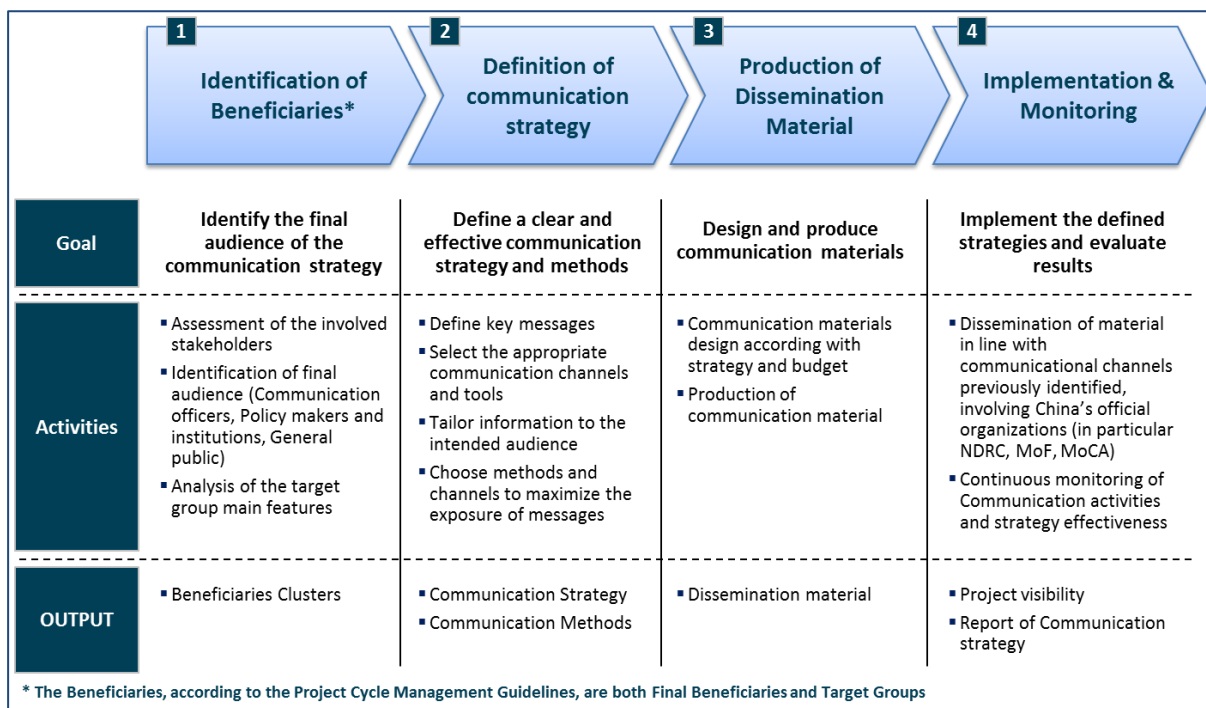 1
Identification of
Beneficiaries*
2
Definition of
communication
strategy
3
Production of
Dissemination
Material
4
Implementation &
Monitoring
Goal
Identify the final
audience of the
communication strategy
Define a clear and
effective communication
strategy and methods
Design and produce
communication materials
Implement the defined
strategies and evaluate
results
Activities
▪ Assessment of the involved
stakeholders
▪ Identification of final
audience (Communication
officers, Policy makers and
institutions, General
public)
▪ Analysis of the target
group main features
▪ Define key messages
▪ Select the appropriate
communication channels
and tools
▪ Tailor information to the
intended audience
▪ Choose methods and
channels to maximize the
exposure of messages
▪ Communication materials
design according with
strategy and budget
▪ Production of
communication material
▪ Dissemination of material
in line with
communicational channels
previously identified,
involving China's official
organizations (in particular
NDRC, MoF, MoCA)
▪ Continuous monitoring of
Communication activities
and strategy effectiveness
OUTPUT
▪ Beneficiaries Clusters
▪ Communication Strategy
▪ Communication Methods
▪ Dissemination material
▪ Project visibility
▪ Report of Communication
strategy
* The Beneficiaries, according to the Project Cycle Management Guidelines, are both Final Beneficiaries and Target Groups